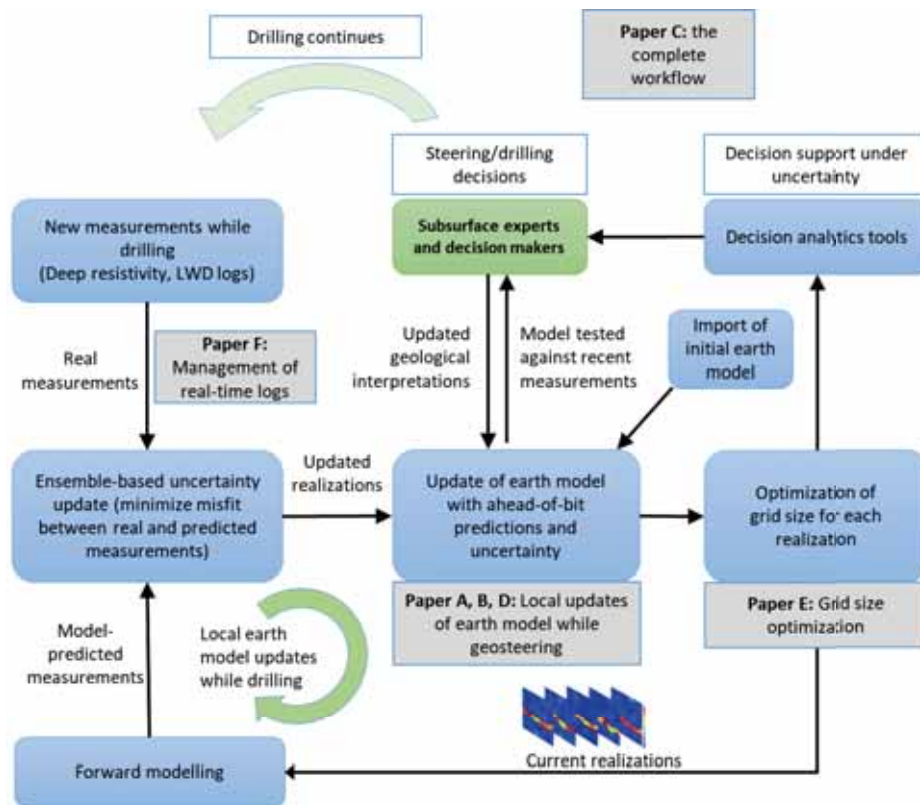 Drilling continues
Paper C: the
complete
workflow
Steering/drilling
decisions
Decision support under
uncertainty
New measurements while
drilling
(Deep resistivity, LWD logs)
Subsurface experts
and decision makers
Decision analytics tools
Real
measurements
Paper F:
Management of
real-time logs
Updated
geological
interpretations
Model tested
against recent
measurements
Import of
initial earth
model
Ensemble-based uncertainty
update (minimize misfit
between real and predicted
measurements)
Updated
realizations
Update of earth model
with ahead-of-bit
predictions and
uncertainty
Optimization of
grid size for each
realization
Paper A, B, D: Local updates
of earth model while
geosteering
Paper E: Grid size
optimization
Model-
predicted
measurements
Local earth
model updates
while drilling
Current realizations
Forward modelling